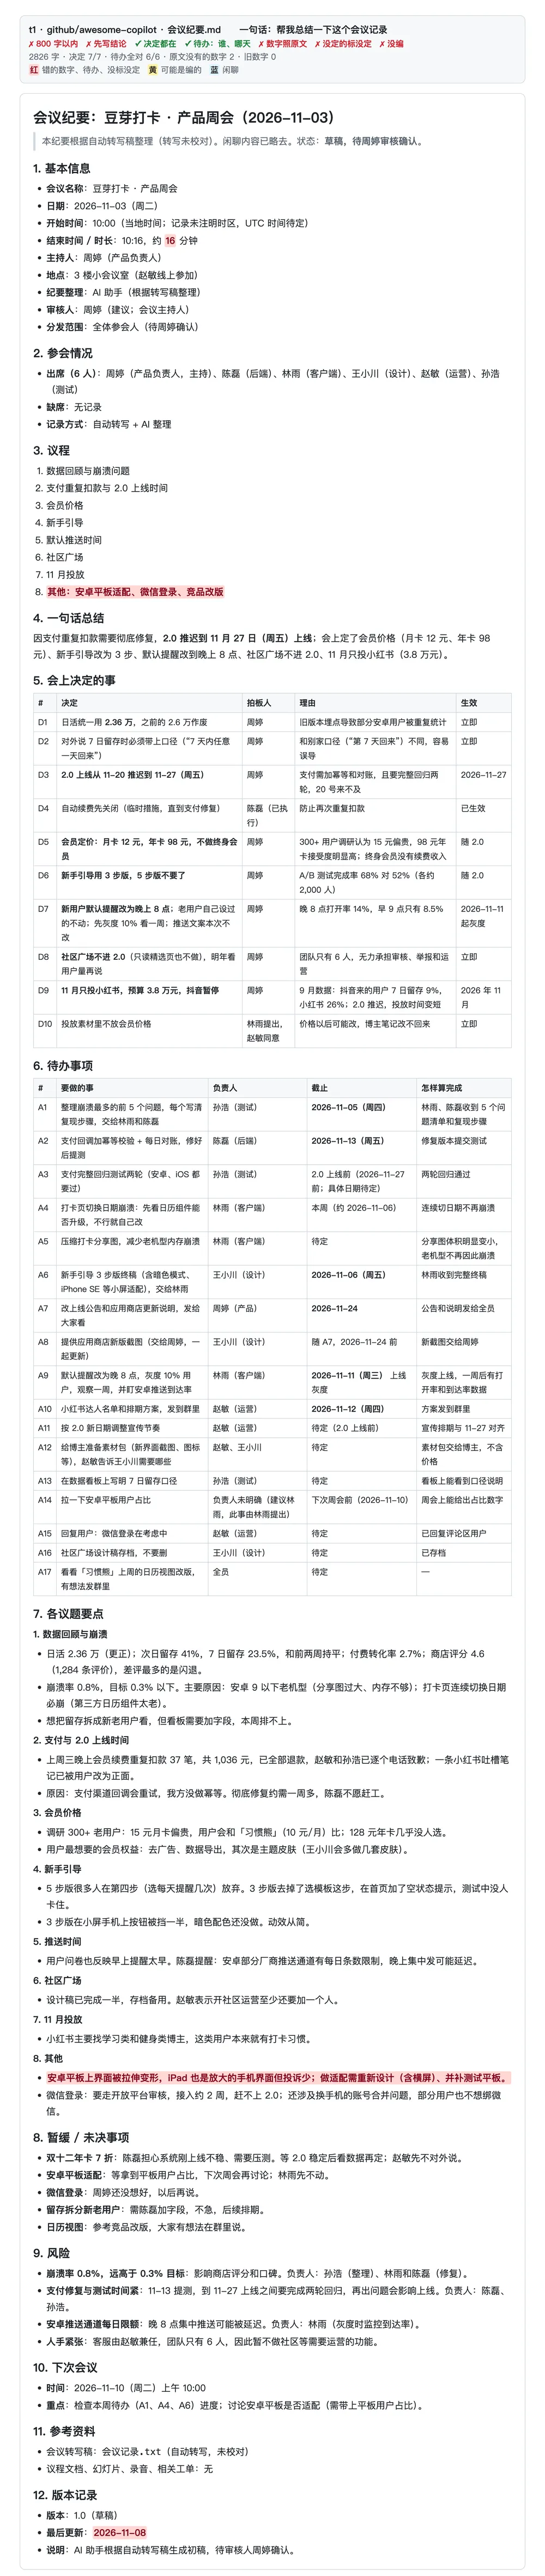 t1 · github/awesome-copilot · 会议纪要.md 一句话：帮我总结一下这个会议记录
✗ 800 字以内 ✗ 先写结论 ✓ 决定都在 ✓ 待办：谁、哪天 ✗ 数字照原文 ✗ 没定的标没定 ✗ 没编
2826 字 · 决定 7/7 · 待办全对 6/6 · 原文没有的数字 2 · 旧数字 0
红 错的数字、待办、没标没定 黄 可能是编的 蓝 闲聊
会议纪要：豆芽打卡 · 产品周会（2026-11-03）
本纪要根据自动转写稿整理（转写未校对）。闲聊内容已略去。状态：草稿，待周婷审核确认。
1. 基本信息
• 会议名称：豆芽打卡 · 产品周会
• 日期：2026-11-03（周二）
• 开始时间：10:00（当地时间；记录未注明时区，UTC 时间待定）
• 结束时间 / 时长：10:16，约 16 分钟
• 主持人：周婷（产品负责人）
• 地点：3 楼小会议室（赵敏线上参加）
• 纪要整理：AI 助手（根据转写稿整理）
• 审核人：周婷（建议；会议主持人）
• 分发范围：全体参会人（待周婷确认）
2. 参会情况
• 出席（6 人）：周婷（产品负责人，主持）、陈磊（后端）、林雨（客户端）、王小川（设计）、赵敏（运营）、孙浩
（测试）
• 缺席：无记录
• 记录方式：自动转写 + AI 整理
3. 议程
1. 数据回顾与崩溃问题
2. 支付重复扣款与 2.0 上线时间
3. 会员价格
4. 新手引导
5. 默认推送时间
6. 社区广场
7. 11 月投放
8. 其他：安卓平板适配、微信登录、竞品改版
4. 一句话总结
因支付重复扣款需要彻底修复，2.0 推迟到 11 月 27 日（周五）上线；会上定了会员价格（月卡 12 元、年卡 98
元）、新手引导改为 3 步、默认提醒改到晚上 8 点、社区广场不进 2.0、11 月只投小红书（3.8 万元）。
5. 会上决定的事
# 决定 拍板人 理由 生效
D1 日活统一用 2.36 万，之前的 2.6 万作废 周婷 旧版本埋点导致部分安卓用户被重复统计 立即
D2 对外说 7 日留存时必须带上口径（“7 天内任意 周婷 和别家口径（“第 7 天回来”）不同，容易 立即
一天回来”） 误导
D3 2.0 上线从 11-20 推迟到 11-27（周五） 周婷 支付需加幂等和对账，且要完整回归两 2026-11-27
轮，20 号来不及
D4 自动续费先关闭（临时措施，直到支付修复） 陈磊（已执 防止再次重复扣款 已生效
行）
D5 会员定价：月卡 12 元，年卡 98 元，不做终身会 周婷 300+ 用户调研认为 15 元偏贵，98 元年 随 2.0
员 卡接受度明显高；终身会员没有续费收入
D6 新手引导用 3 步版，5 步版不要了 周婷 A/B 测试完成率 68% 对 52%（各约 随 2.0
2,000 人）
D7 新用户默认提醒改为晚上 8 点；老用户自己设过 周婷 晚 8 点打开率 14%，早 9 点只有 8.5% 2026-11-11
的不动；先灰度 10% 看一周；推送文案本次不 起灰度
改
D8 社区广场不进 2.0（只读精选页也不做），明年看 周婷 团队只有 6 人，无力承担审核、举报和运 立即
用户量再说 营
D9 11 月只投小红书，预算 3.8 万元，抖音暂停 周婷 9 月数据：抖音来的用户 7 日留存 9%， 2026 年 11
小红书 26%；2.0 推迟，投放时间变短 月
D10 投放素材里不放会员价格 林雨提出， 价格以后可能改，博主笔记改不回来 立即
赵敏同意
6. 待办事项
# 要做的事 负责人 截止 怎样算完成
A1 整理崩溃最多的前 5 个问题，每个写清 孙浩（测试） 2026-11-05（周四） 林雨、陈磊收到 5 个问
复现步骤，交给林雨和陈磊 题清单和复现步骤
A2 支付回调加幂等校验 + 每日对账，修好 陈磊（后端） 2026-11-13（周五） 修复版本提交测试
后提测
A3 支付完整回归测试两轮（安卓、iOS 都 孙浩（测试） 2.0 上线前（2026-11-27 两轮回归通过
要过） 前；具体日期待定）
A4 打卡页切换日期崩溃：先看日历组件能 林雨（客户端） 本周（约 2026-11-06） 连续切日期不再崩溃
否升级，不行就自己改
A5 压缩打卡分享图，减少老机型内存崩溃 林雨（客户端） 待定 分享图体积明显变小，
老机型不再因此崩溃
A6 新手引导 3 步版终稿（含暗色模式、 王小川（设计） 2026-11-06（周五） 林雨收到完整终稿
iPhone SE 等小屏适配），交给林雨
A7 改上线公告和应用商店更新说明，发给 周婷（产品） 2026-11-24 公告和说明发给全员
大家看
A8 提供应用商店新版截图（交给周婷，一 王小川（设计） 随 A7，2026-11-24 前 新截图交给周婷
起更新）
A9 默认提醒改为晚 8 点，灰度 10% 用 林雨（客户端） 2026-11-11（周三）上线 灰度上线，一周后有打
户，观察一周，并盯安卓推送到达率 灰度 开率和到达率数据
A10 小红书达人名单和排期方案，发到群里 赵敏（运营） 2026-11-12（周四） 方案发到群里
A11 按 2.0 新日期调整宣传节奏 赵敏（运营） 待定（2.0 上线前） 宣传排期与 11-27 对齐
A12 给博主准备素材包（新界面截图、图标 赵敏、王小川 待定 素材包交给博主，不含
等），赵敏告诉王小川需要哪些 价格
A13 在数据看板上写明 7 日留存口径 孙浩（测试） 待定 看板上能看到口径说明
A14 拉一下安卓平板用户占比 负责人未明确（建议林 下次周会前（2026-11-10） 周会上能给出占比数字
雨，此事由林雨提出）
A15 回复用户：微信登录在考虑中 赵敏（运营） 待定 已回复评论区用户
A16 社区广场设计稿存档，不要删 王小川（设计） 待定 已存档
A17 看看「习惯熊」上周的日历视图改版， 全员 待定 —
有想法发群里
7. 各议题要点
1. 数据回顾与崩溃
• 日活 2.36 万（更正）；次日留存 41%，7 日留存 23.5%，和前两周持平；付费转化率 2.7%；商店评分 4.6
（1,284 条评价），差评最多的是闪退。
• 崩溃率 0.8%，目标 0.3% 以下。主要原因：安卓 9 以下老机型（分享图过大、内存不够）；打卡页连续切换日期
必崩（第三方日历组件太老）。
• 想把留存拆成新老用户看，但看板需要加字段，本周排不上。
2. 支付与 2.0 上线时间
• 上周三晚上会员续费重复扣款 37 笔，共 1,036 元，已全部退款，赵敏和孙浩已逐个电话致歉；一条小红书吐槽笔
记已被用户改为正面。
• 原因：支付渠道回调会重试，我方没做幂等。彻底修复约需一周多，陈磊不愿赶工。
3. 会员价格
• 调研 300+ 老用户：15 元月卡偏贵，用户会和「习惯熊」（10 元/月）比；128 元年卡几乎没人选。
• 用户最想要的会员权益：去广告、数据导出，其次是主题皮肤（王小川会多做几套皮肤）。
4. 新手引导
• 5 步版很多人在第四步（选每天提醒几次）放弃。3 步版去掉了选模板这步，在首页加了空状态提示，测试中没人
卡住。
• 3 步版在小屏手机上按钮被挡一半，暗色配色还没做。动效从简。
5. 推送时间
• 用户问卷也反映早上提醒太早。陈磊提醒：安卓部分厂商推送通道有每日条数限制，晚上集中发可能延迟。
6. 社区广场
• 设计稿已完成一半，存档备用。赵敏表示开社区运营至少还要加一个人。
7. 11 月投放
• 小红书主要找学习类和健身类博主，这类用户本来就有打卡习惯。
8. 其他
• 安卓平板上界面被拉伸变形，iPad 也是放大的手机界面但投诉少；做适配需重新设计（含横屏）、并补测试平板。
• 微信登录：要走开放平台审核，接入约 2 周，赶不上 2.0；还涉及换手机的账号合并问题，部分用户也不想绑微
信。
8. 暂缓 / 未决事项
• 双十二年卡 7 折：陈磊担心系统刚上线不稳、需要压测。等 2.0 稳定后看数据再定；赵敏先不对外说。
• 安卓平板适配：等拿到平板用户占比，下次周会再讨论；林雨先不动。
• 微信登录：周婷还没想好，以后再说。
• 留存拆分新老用户：需陈磊加字段，不急，后续排期。
• 日历视图：参考竞品改版，大家有想法在群里说。
9. 风险
• 崩溃率 0.8%，远高于 0.3% 目标：影响商店评分和口碑。负责人：孙浩（整理）、林雨和陈磊（修复）。
• 支付修复与测试时间紧：11-13 提测，到 11-27 上线之间要完成两轮回归，再出问题会影响上线。负责人：陈磊、
孙浩。
• 安卓推送通道每日限额：晚 8 点集中推送可能被延迟。负责人：林雨（灰度时监控到达率）。
• 人手紧张：客服由赵敏兼任，团队只有 6 人，因此暂不做社区等需要运营的功能。
10. 下次会议
• 时间：2026-11-10（周二）上午 10:00
• 重点：检查本周待办（A1、A4、A6）进度；讨论安卓平板是否适配（需带上平板用户占比）。
11. 参考资料
• 会议转写稿：会议记录.txt（自动转写，未校对）
• 议程文档、幻灯片、录音、相关工单：无
12. 版本记录
• 版本：1.0（草稿）
• 最后更新：2026-11-08
• 说明：AI 助手根据自动转写稿生成初稿，待审核人周婷确认。